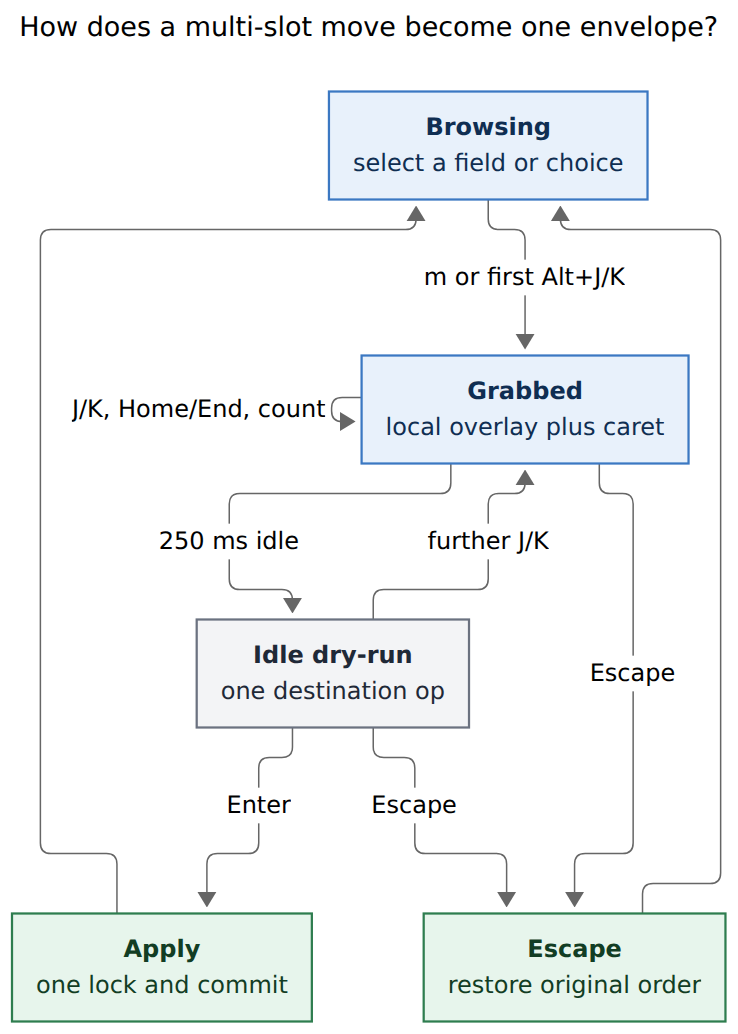 How does a multi-slot move become one envelope?
Browsing
select a field or choice
m or first Alt+J/K
Grabbed
local overlay plus caret
J/K, Home/End, count
250 ms idle
further J/K
Idle dry-run
one destination op
Escape
Enter
Escape
Apply
one lock and commit
Escape
restore original order